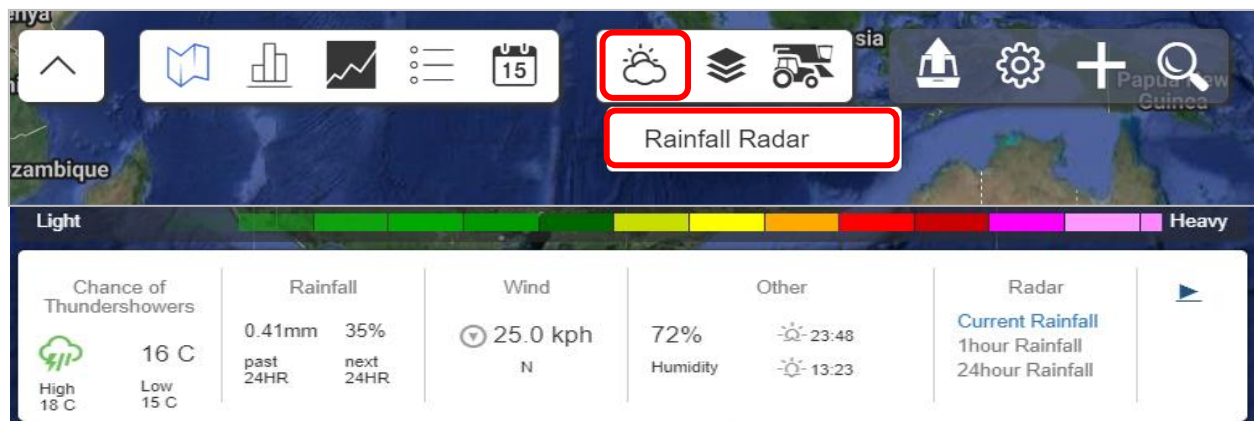 nya
15
sia
Papua New
Guinea
Rainfall Radar
zambique
Light
Heavy
Chance of
Thundershowers
16 C
High
18 C
Low
15 C
Rainfall
0.41mm 35%
past
24HR
next
24HR
Wind
25.0 kph
N
Other
72%
Humidity
23:48
13:23
Radar
Current Rainfall
1hour Rainfall
24hour Rainfall